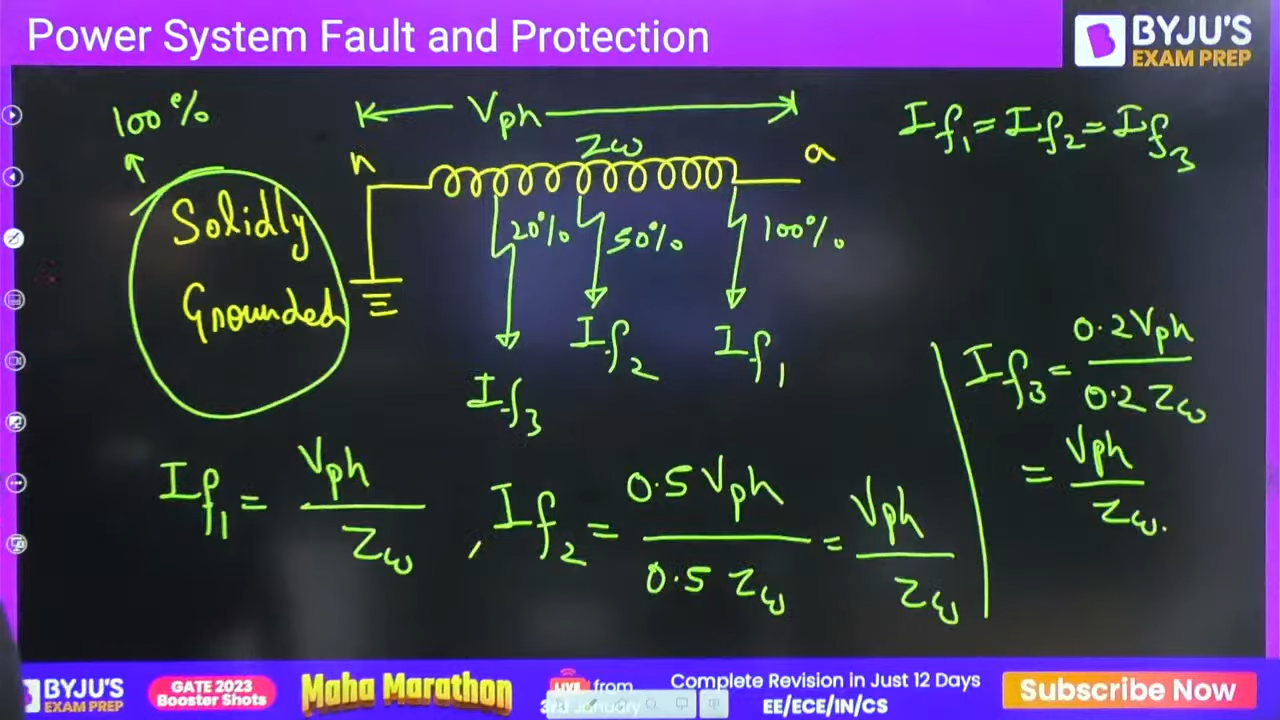 Power System Fault and Protection
BYJU'S
EXAM PREP
100%
Vph
If1 = If2 = If3
n
Zω
a
Solidly
Grounded
20%
50%
100%
If3
If2
If1
If3 = 0.2Vph / 0.2Zω
= Vph / Zω.
If1 = Vph / Zω , If2 = 0.5Vph / 0.5Zω = Vph / Zω
BYJU'S
EXAM PREP
GATE 2023
Booster Shots
Maha Marathon
LIVE from
3rd January
Complete Revision in Just 12 Days
EE/ECE/IN/CS
Subscribe Now